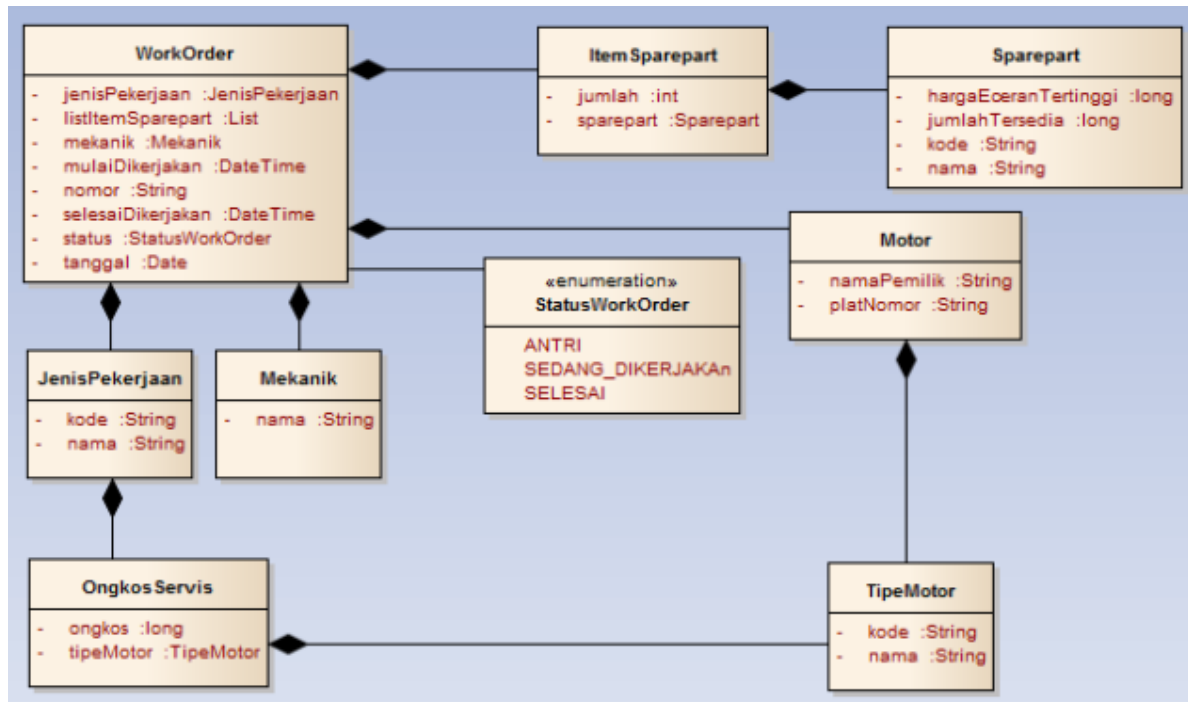 WorkOrder
- jenisPekerjaan :JenisPekerjaan
- listItemSparepart :List
- mekanik :Mekanik
- mulaiDikerjakan :DateTime
- nomor :String
- selesaiDikerjakan :DateTime
- status :StatusWorkOrder
- tanggal :Date
ItemSparepart
- jumlah :int
- sparepart :Sparepart
Sparepart
- hargaEoeranTertinggi :long
- jumlahTersedia :long
- kode :String
- nama :String
Motor
- namaPemilik :String
- platNomor :String
«enumeration»
StatusWorkOrder
ANTRI
SEDANG_DIKERJAKAn
SELESAI
JenisPekerjaan
- kode :String
- nama :String
Mekanik
- nama :String
OngkosServis
- ongkos :long
- tipeMotor :TipeMotor
TipeMotor
- kode :String
- nama :String